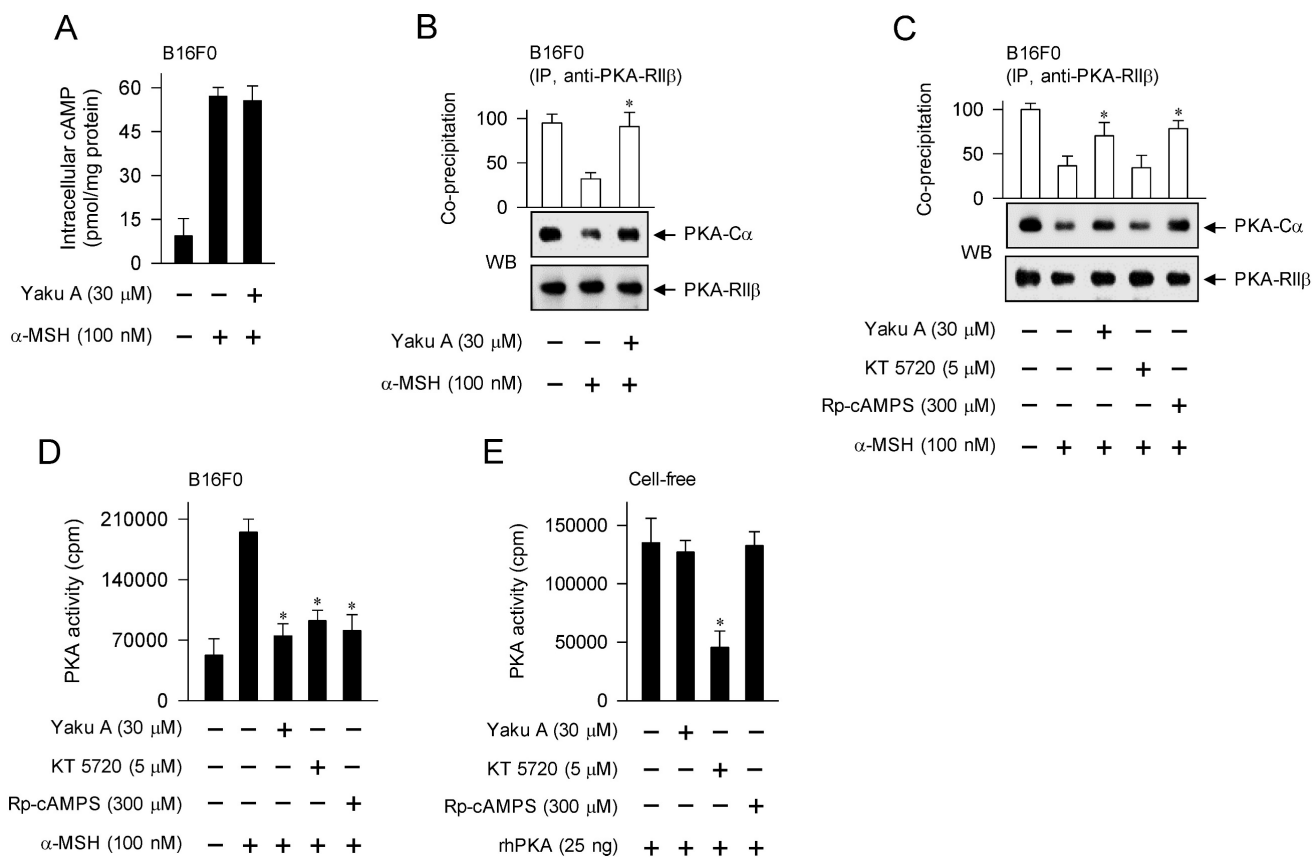 A
B16F0
Intracellular cAMP
(pmol/mg protein)
60
45
30
15
0
Yaku A (30 μM) − − +
α-MSH (100 nM) − + +
B
B16F0
(IP, anti-PKA-RIIβ)
Co-precipitation
100
50
0
*
WB
PKA-Cα
PKA-RIIβ
Yaku A (30 μM) − − +
α-MSH (100 nM) − + +
C
B16F0
(IP, anti-PKA-RIIβ)
Co-precipitation
100
50
0
* *
WB
PKA-Cα
PKA-RIIβ
Yaku A (30 μM) − − + − −
KT 5720 (5 μM) − − − + −
Rp-cAMPS (300 μM) − − − − +
α-MSH (100 nM) − + + + +
D
B16F0
PKA activity (cpm)
210000
140000
70000
0
* * *
Yaku A (30 μM) − − + − −
KT 5720 (5 μM) − − − + −
Rp-cAMPS (300 μM) − − − − +
α-MSH (100 nM) − + + + +
E
Cell-free
PKA activity (cpm)
150000
100000
50000
0
*
Yaku A (30 μM) − + − −
KT 5720 (5 μM) − − + −
Rp-cAMPS (300 μM) − − − +
rhPKA (25 ng) + + + +